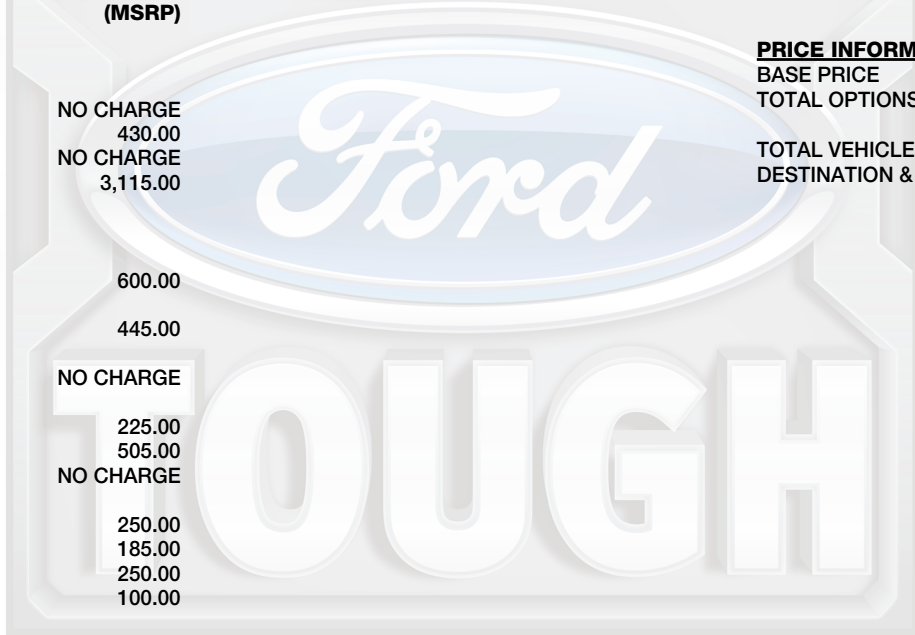 (MSRP)
NO CHARGE
430.00
NO CHARGE
3,115.00
600.00
445.00
NO CHARGE
225.00
505.00
NO CHARGE
250.00
185.00
250.00
100.00
PRICE INFORM
BASE PRICE
TOTAL OPTIONS
TOTAL VEHICLE
DESTINATION &
Ford
TOUGH